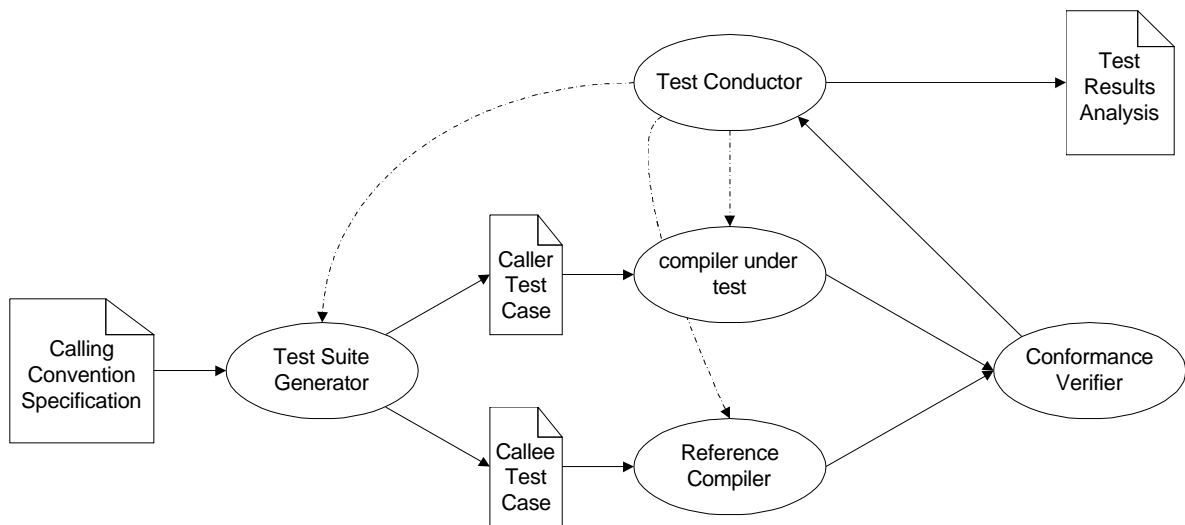 Test Conductor
Test
Results
Analysis
Caller
Test
Case
compiler under
test
Calling
Convention
Specification
Test Suite
Generator
Conformance
Verifier
Callee
Test
Case
Reference
Compiler